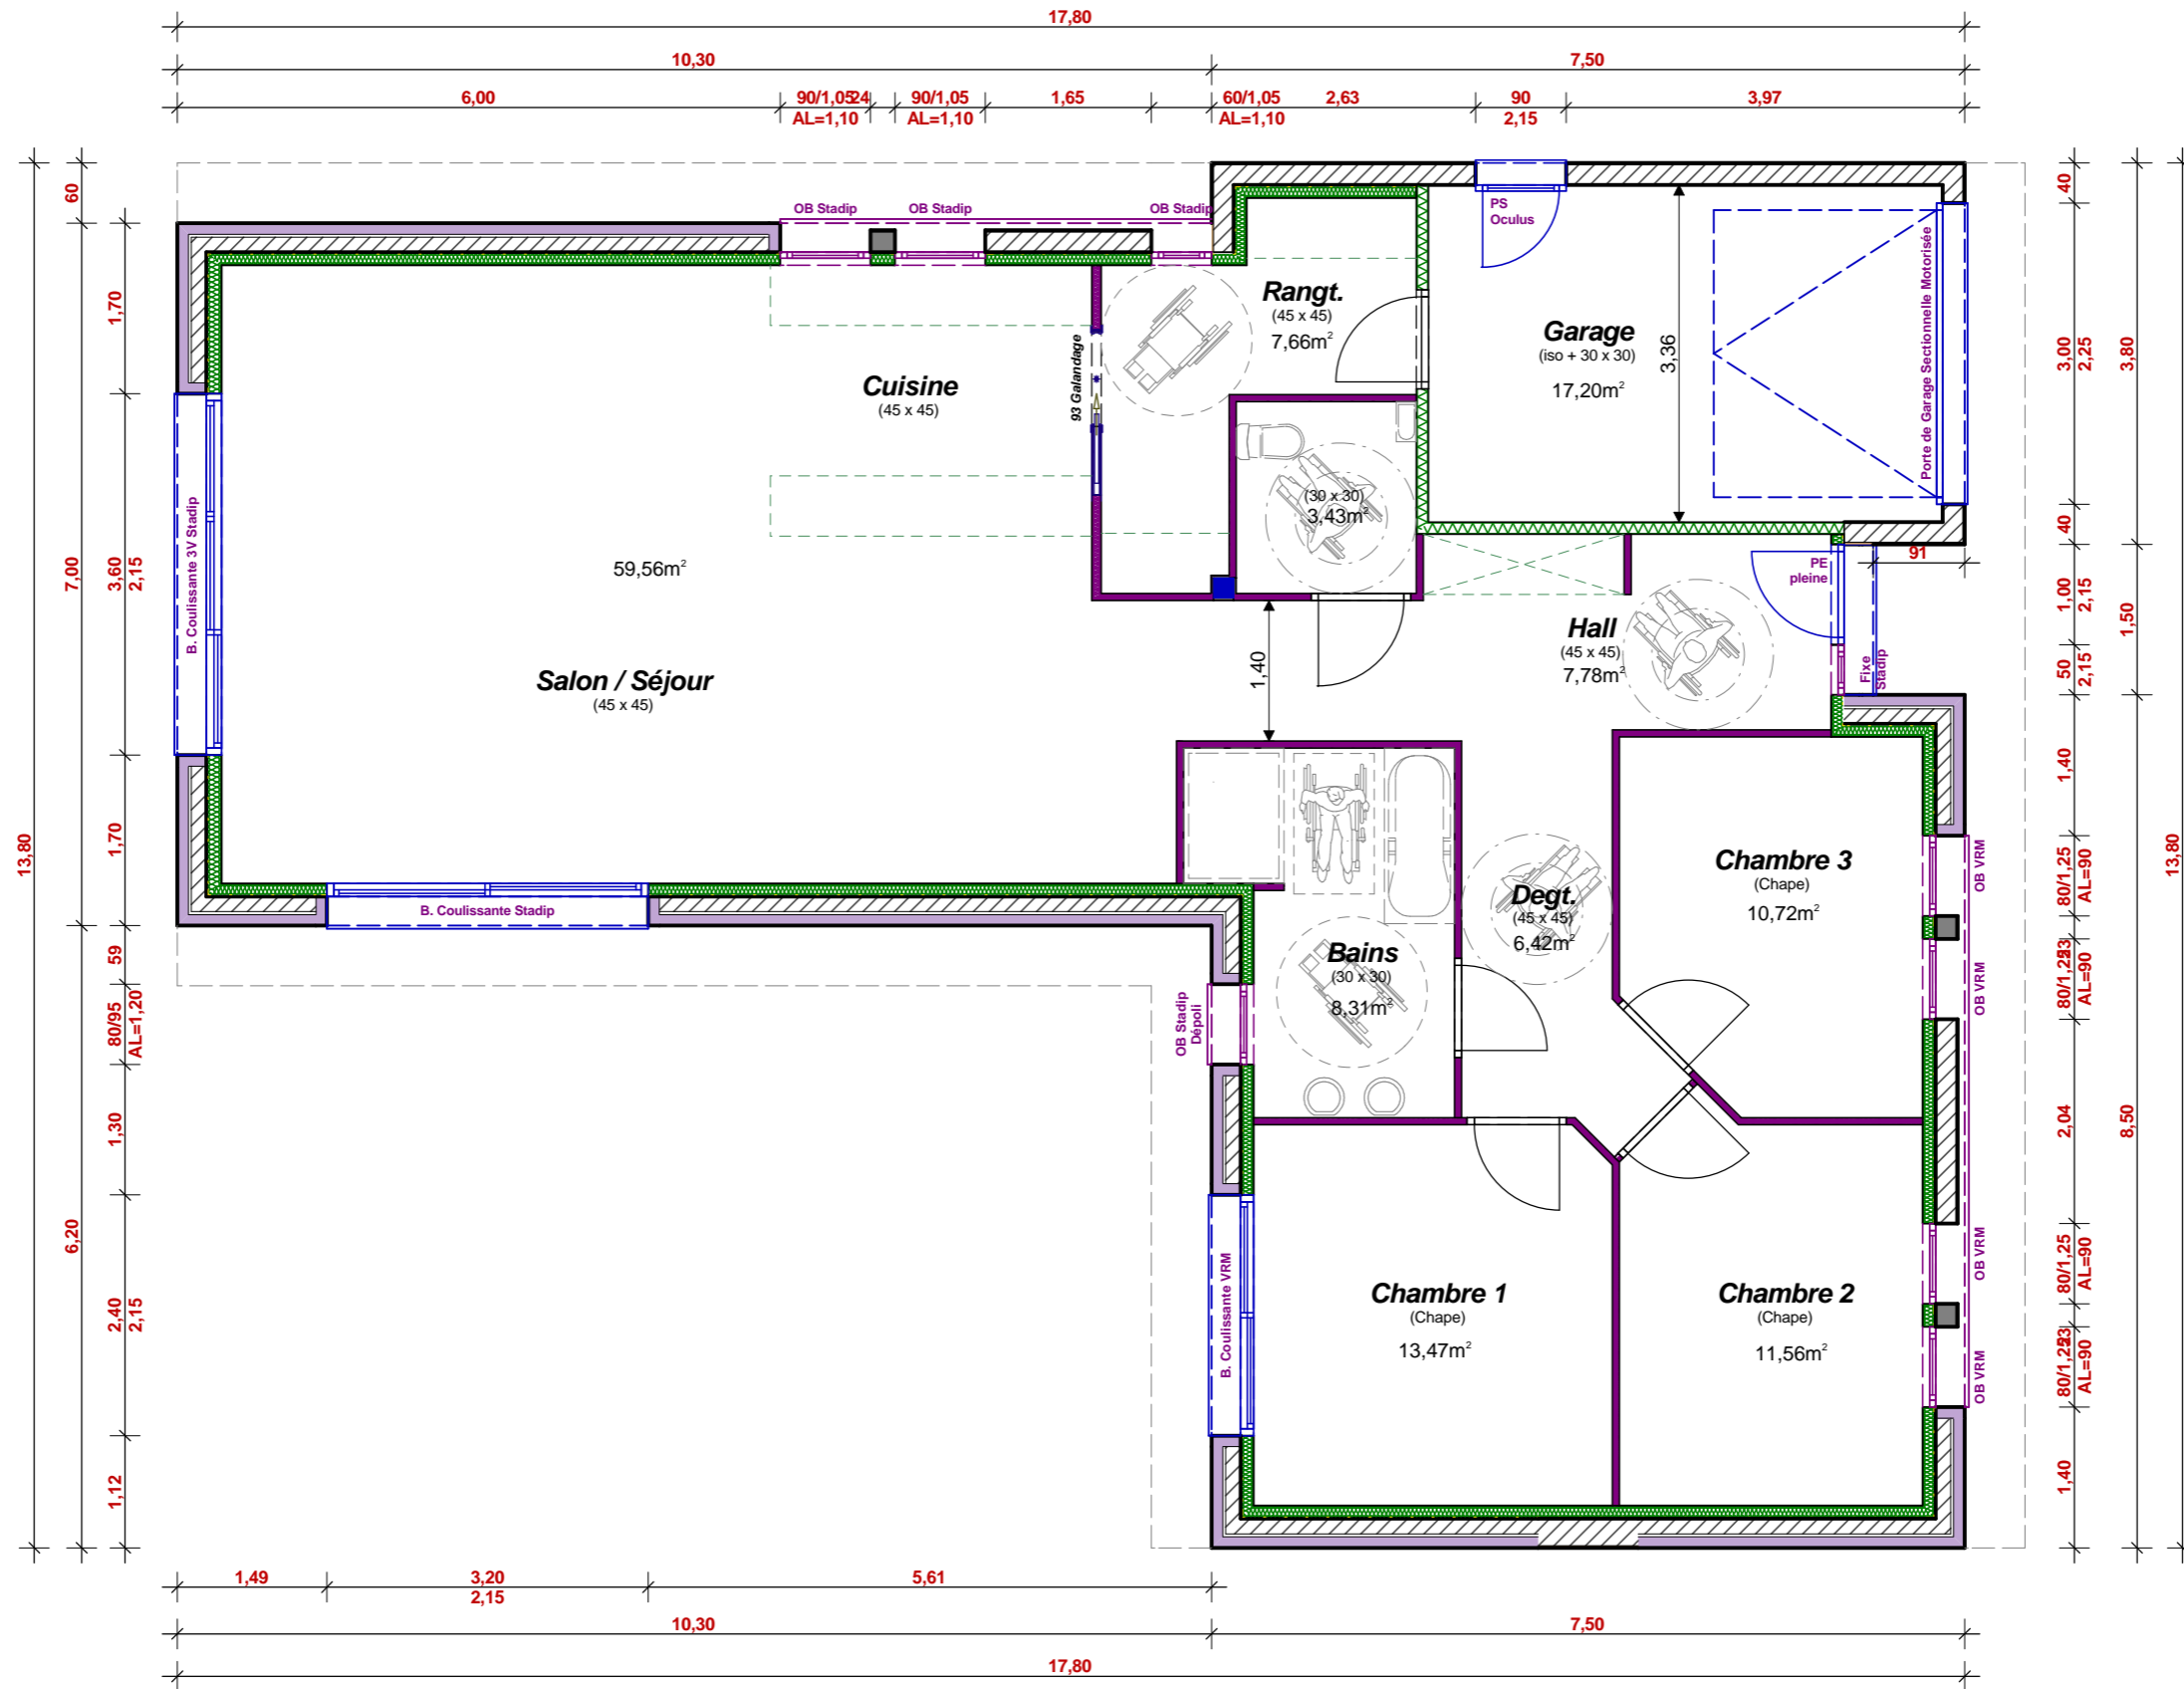 17,80
10,30
7,50
6,00
90/1,05
24
90/1,05
1,65
60/1,05
2,63
90
3,97
AL=1,10
AL=1,10
AL=1,10
2,15
60
1,70
7,00
3,60
2,15
13,80
1,70
59
80/95
AL=1,20
1,30
6,20
2,40
2,15
1,12
OB Stadip
OB Stadip
OB Stadip
PS
Oculus
Rangt.
(45 x 45)
7,66m²
Garage
(iso + 30 x 30)
17,20m²
3,36
Porte de Garage Sectionnelle Motorisée
Cuisine
(45 x 45)
93 Galandage
(30 x 30)
3,43m²
59,56m²
B. Coulissante 3V Stadip
PE
pleine
91
Hall
(45 x 45)
7,78m²
Fixe
Stadip
1,40
Salon / Séjour
(45 x 45)
Chambre 3
(Chape)
10,72m²
Degt.
(45 x 45)
6,42m²
B. Coulissante Stadip
Bains
(30 x 30)
8,31m²
OB Stadip
Dépoli
OB VRM
OB VRM
Chambre 1
(Chape)
13,47m²
Chambre 2
(Chape)
11,56m²
B. Coulissante VRM
OB VRM
OB VRM
40
3,00
2,25
3,80
40
1,00
2,15
1,50
50
2,15
1,40
80/1,25
AL=90
13,80
23
80/1,25
AL=90
2,04
8,50
80/1,25
AL=90
23
80/1,25
AL=90
1,40
1,49
3,20
2,15
5,61
10,30
7,50
17,80